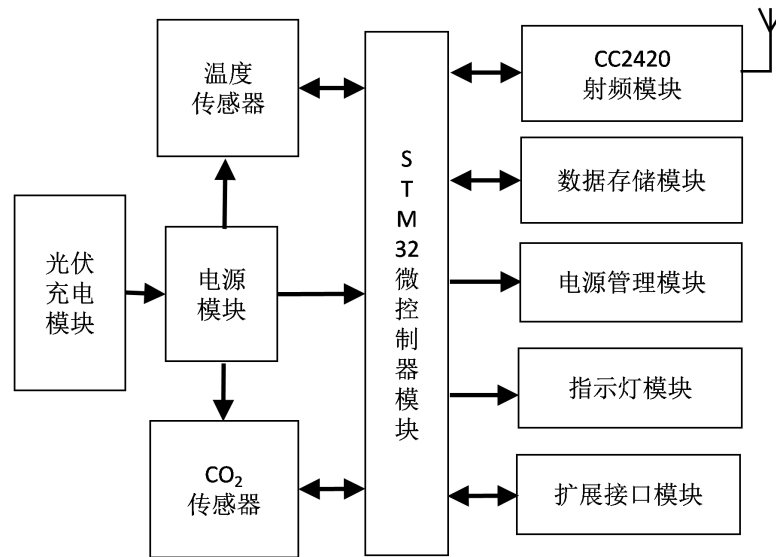 温度
传感器
光伏
充电
模块
电源
模块
CO₂
传感器
S
T
M
32
微
控
制
器
模
块
CC2420
射频模块
数据存储模块
电源管理模块
指示灯模块
扩展接口模块